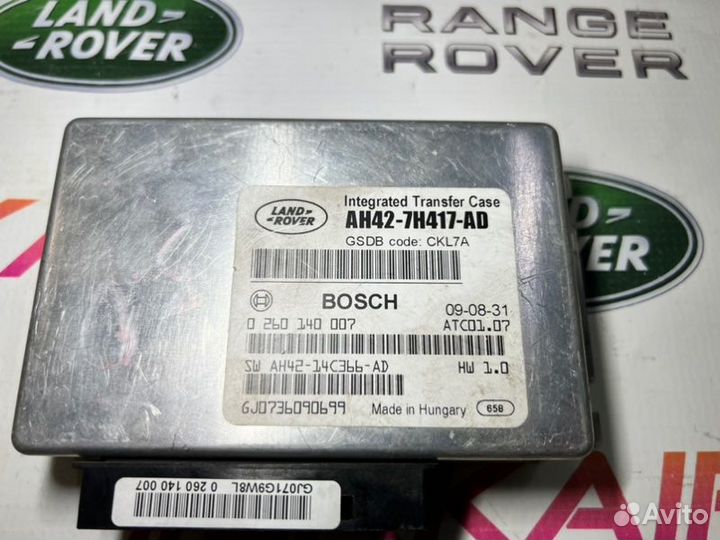 LAND
ROVER
RANGE
ROVER
LAND
ROVER
Integrated Transfer Case
AH42-7H417-AD
GSDB code: CKL7A
BOSCH
09-08-31
0 260 140 007
ATC01.07
SW AH42-14C366-AD
HW 1.0
GJ0736090699
Made in Hungary
658
GJ071G9W8L 0 260 140 007
Avito